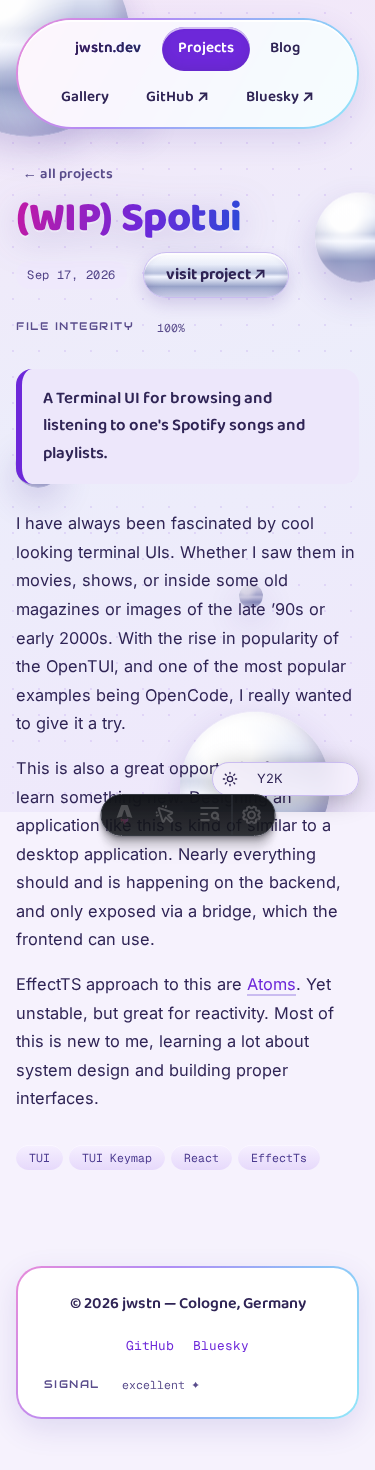 jwstn.dev Projects Blog
Gallery GitHub ↗ Bluesky ↗
← all projects
(WIP) Spotui
Sep 17, 2026 visit project ↗
FILE INTEGRITY 100%
A Terminal UI for browsing and
listening to one's Spotify songs and
playlists.
I have always been fascinated by cool
looking terminal UIs. Whether I saw them in
movies, shows, or inside some old
magazines or images of the late ’90s or
early 2000s. With the rise in popularity of
the OpenTUI, and one of the most popular
examples being OpenCode, I really wanted
to give it a try.
This is also a great
Y2K
learn an
application like this is kind of similar to a
desktop application. Nearly everything
should and is happening on the backend,
and only exposed via a bridge, which the
frontend can use.
EffectTS approach to this are Atoms. Yet
unstable, but great for reactivity. Most of
this is new to me, learning a lot about
system design and building proper
interfaces.
TUI TUI Keymap React EffectTs
© 2026 jwstn — Cologne, Germany
GitHub Bluesky
SIGNAL excellent ✦